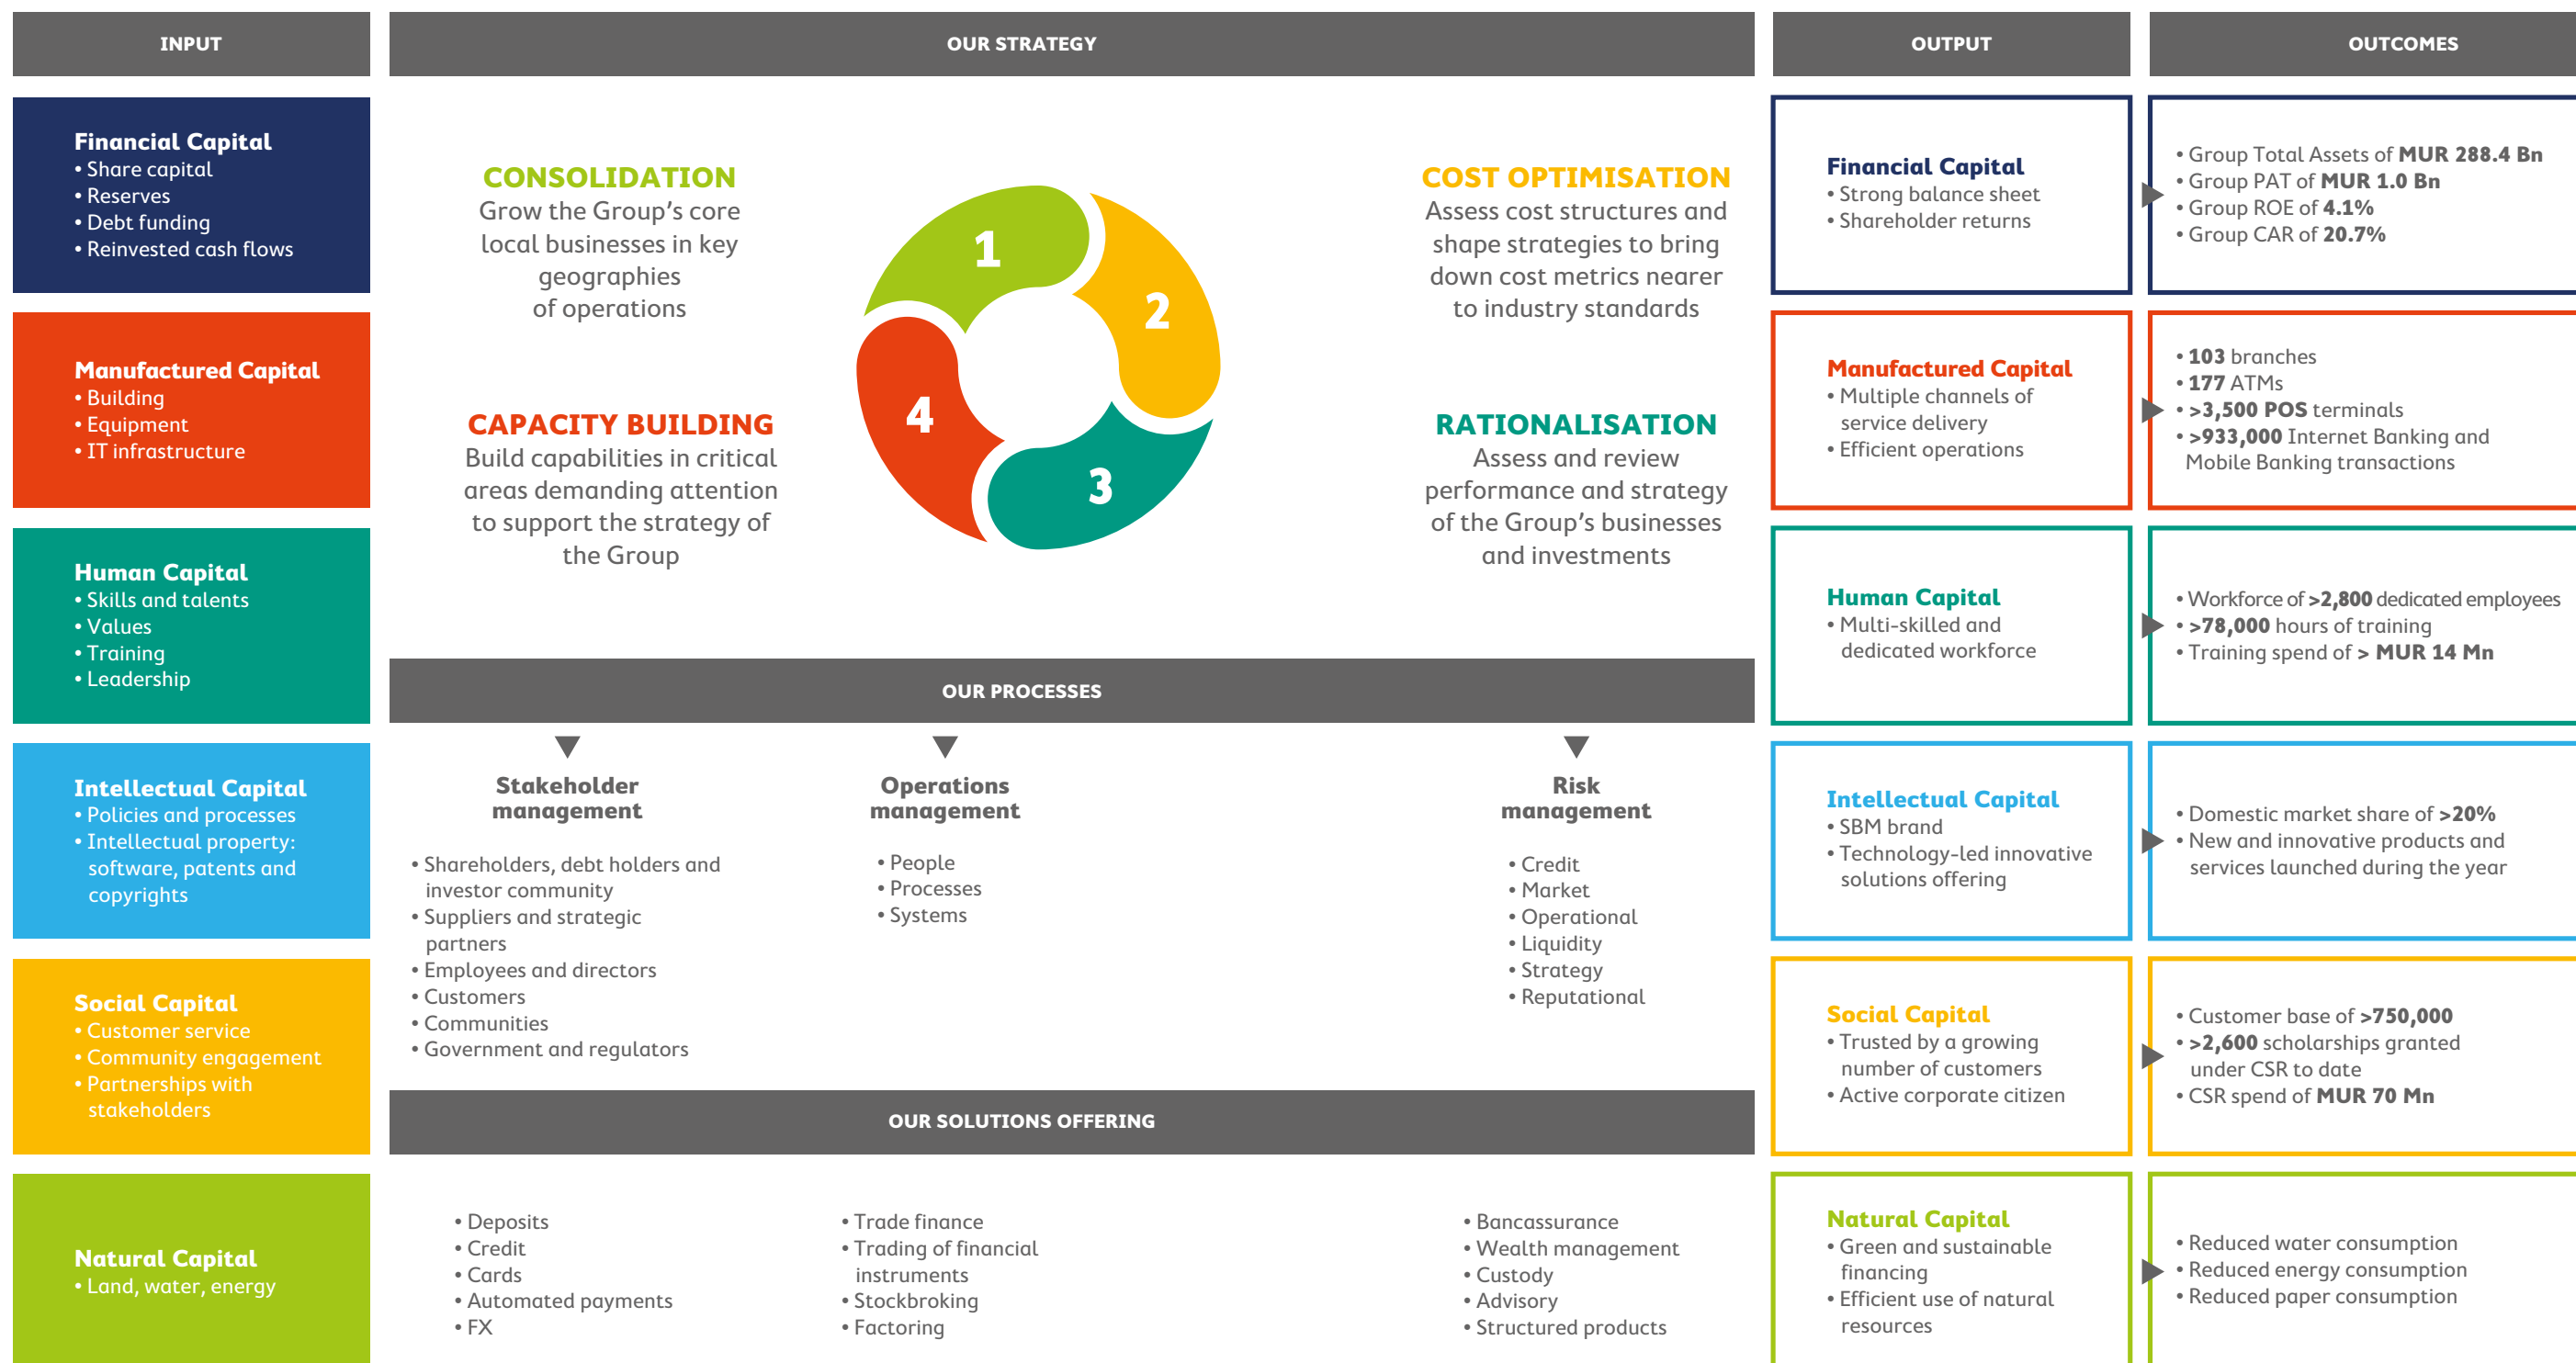 INPUT
Financial Capital
• Share capital
• Reserves
• Debt funding
• Reinvested cash flows
Manufactured Capital
• Building
• Equipment
• IT infrastructure
Human Capital
• Skills and talents
• Values
• Training
• Leadership
Intellectual Capital
• Policies and processes
• Intellectual property:
software, patents and
copyrights
Social Capital
• Customer service
• Community engagement
• Partnerships with
stakeholders
Natural Capital
• Land, water, energy
OUR STRATEGY
CONSOLIDATION
Grow the Group’s core
local businesses in key
geographies
of operations
1
2
3
4
COST OPTIMISATION
Assess cost structures and
shape strategies to bring
down cost metrics nearer
to industry standards
CAPACITY BUILDING
Build capabilities in critical
areas demanding attention
to support the strategy of
the Group
RATIONALISATION
Assess and review
performance and strategy
of the Group’s businesses
and investments
OUR PROCESSES
Stakeholder
management
• Shareholders, debt holders and
investor community
• Suppliers and strategic
partners
• Employees and directors
• Customers
• Communities
• Government and regulators
Operations
management
• People
• Processes
• Systems
Risk
management
• Credit
• Market
• Operational
• Liquidity
• Strategy
• Reputational
OUR SOLUTIONS OFFERING
• Deposits
• Credit
• Cards
• Automated payments
• FX
• Trade finance
• Trading of financial
instruments
• Stockbroking
• Factoring
• Bancassurance
• Wealth management
• Custody
• Advisory
• Structured products
OUTPUT
Financial Capital
• Strong balance sheet
• Shareholder returns
Manufactured Capital
• Multiple channels of
service delivery
• Efficient operations
Human Capital
• Multi-skilled and
dedicated workforce
Intellectual Capital
• SBM brand
• Technology-led innovative
solutions offering
Social Capital
• Trusted by a growing
number of customers
• Active corporate citizen
Natural Capital
• Green and sustainable
financing
• Efficient use of natural
resources
OUTCOMES
• Group Total Assets of MUR 288.4 Bn
• Group PAT of MUR 1.0 Bn
• Group ROE of 4.1%
• Group CAR of 20.7%
• 103 branches
• 177 ATMs
• >3,500 POS terminals
• >933,000 Internet Banking and
Mobile Banking transactions
• Workforce of >2,800 dedicated employees
• >78,000 hours of training
• Training spend of > MUR 14 Mn
• Domestic market share of >20%
• New and innovative products and
services launched during the year
• Customer base of >750,000
• >2,600 scholarships granted
under CSR to date
• CSR spend of MUR 70 Mn
• Reduced water consumption
• Reduced energy consumption
• Reduced paper consumption